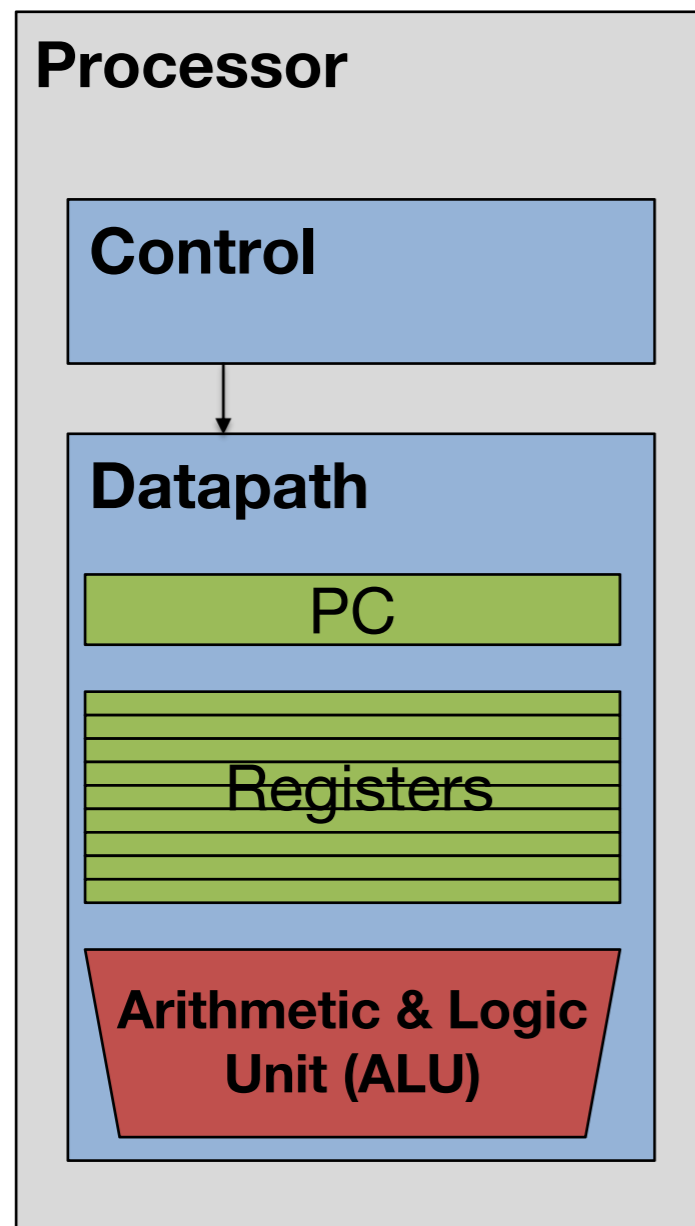 Processor
Control
Datapath
PC
Registers
Arithmetic & Logic
Unit (ALU)